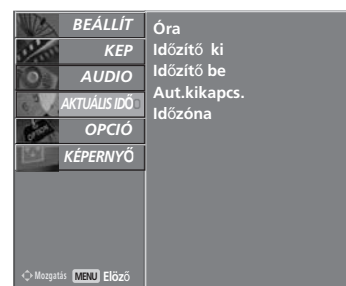 BEÁLLÍT
KEP
AUDIO
AKTUÁLIS IDŐ
OPCIÓ
KÉPERNYŐ
Mozgatás MENU Előző
Óra
Időzítő ki
Időzítő be
Aut.kikapcs.
Időzóna